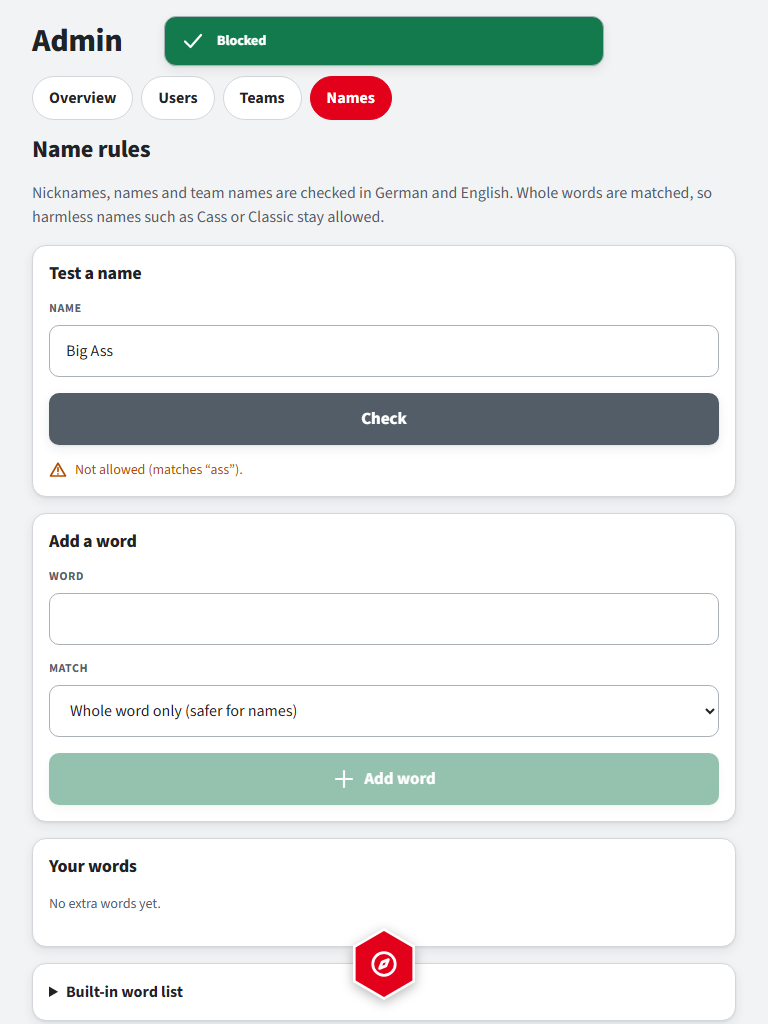 Admin
Blocked
Overview
Users
Teams
Names
Name rules
Nicknames, names and team names are checked in German and English. Whole words are matched, so
harmless names such as Cass or Classic stay allowed.
Test a name
NAME
Big Ass
Check
Not allowed (matches “ass”).
Add a word
WORD
MATCH
Whole word only (safer for names)
Add word
Your words
No extra words yet.
Built-in word list